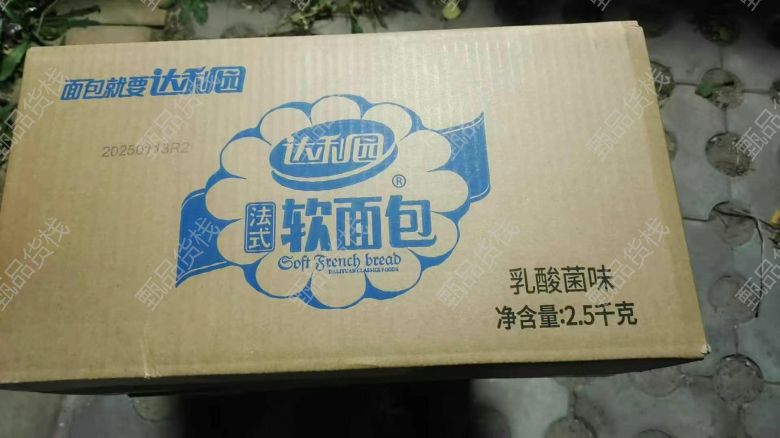 面包就要达利园
20250113R2
达利园
®
法式
软面包
Soft French bread
DALIYUAN CLASSICS FOODS
乳酸菌味
净含量:2.5千克
甄品货栈